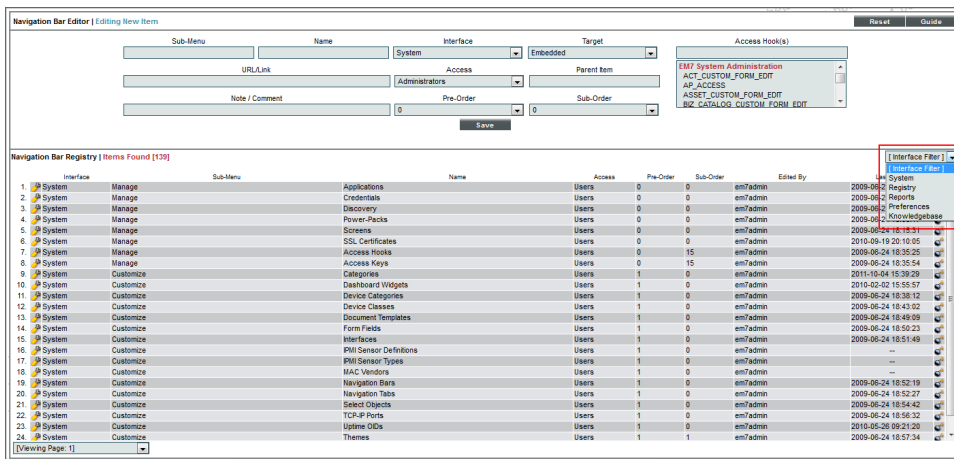 Navigation Bar Editor | Editing New Item Reset Guide
Sub-Menu Name Interface Target Access Hook(s)
System Embedded
EM7 System Administration
URL/Link Access Parent Item
ACT_CUSTOM_FORM_EDIT
Administrators
AP_ACCESS
ASSET_CUSTOM_FORM_EDIT
Note / Comment Pre-Order Sub-Order
BIZ_CATALOG_CUSTOM_FORM_EDIT
0 0
Save
Navigation Bar Registry | Items Found [139] [ Interface Filter ]
[ Interface Filter ]
System
Registry
Reports
Preferences
Knowledgebase
Interface Sub-Menu Name Access Pre-Order Sub-Order Edited By
1. System Manage Applications Users 0 0 em7admin
2. System Manage Credentials Users 0 0 em7admin
3. System Manage Discovery Users 0 0 em7admin
4. System Manage Power-Packs Users 0 0 em7admin
5. System Manage Screens Users 0 0 em7admin 2009-06-24 18:15:31
6. System Manage SSL Certificates Users 0 0 em7admin 2010-09-19 20:10:05
7. System Manage Access Hooks Users 0 15 em7admin 2009-06-24 18:35:25
8. System Manage Access Keys Users 0 15 em7admin 2009-06-24 18:35:54
9. System Customize Categories Users 1 0 em7admin 2011-10-04 15:39:29
10. System Customize Dashboard Widgets Users 1 0 em7admin 2010-02-02 15:55:57
11. System Customize Device Categories Users 1 0 em7admin 2009-06-24 18:38:12
12. System Customize Device Classes Users 1 0 em7admin 2009-06-24 18:43:02
13. System Customize Document Templates Users 1 0 em7admin 2009-06-24 18:49:09
14. System Customize Form Fields Users 1 0 em7admin 2009-06-24 18:50:23
15. System Customize Interfaces Users 1 0 em7admin 2009-06-24 18:51:49
16. System Customize IPMI Sensor Definitions Users 1 0 em7admin --
17. System Customize IPMI Sensor Types Users 1 0 em7admin --
18. System Customize MAC Vendors Users 1 0 em7admin --
19. System Customize Navigation Bars Users 1 0 em7admin 2009-06-24 18:52:19
20. System Customize Navigation Tabs Users 1 0 em7admin 2009-06-24 18:52:27
21. System Customize Select Objects Users 1 0 em7admin 2009-06-24 18:54:42
22. System Customize TCP-IP Ports Users 1 0 em7admin 2009-06-24 18:56:32
23. System Customize Uptime OIDs Users 1 0 em7admin 2010-05-26 09:21:20
24. System Customize Themes Users 1 1 em7admin 2009-06-24 18:57:34
[Viewing Page: 1]